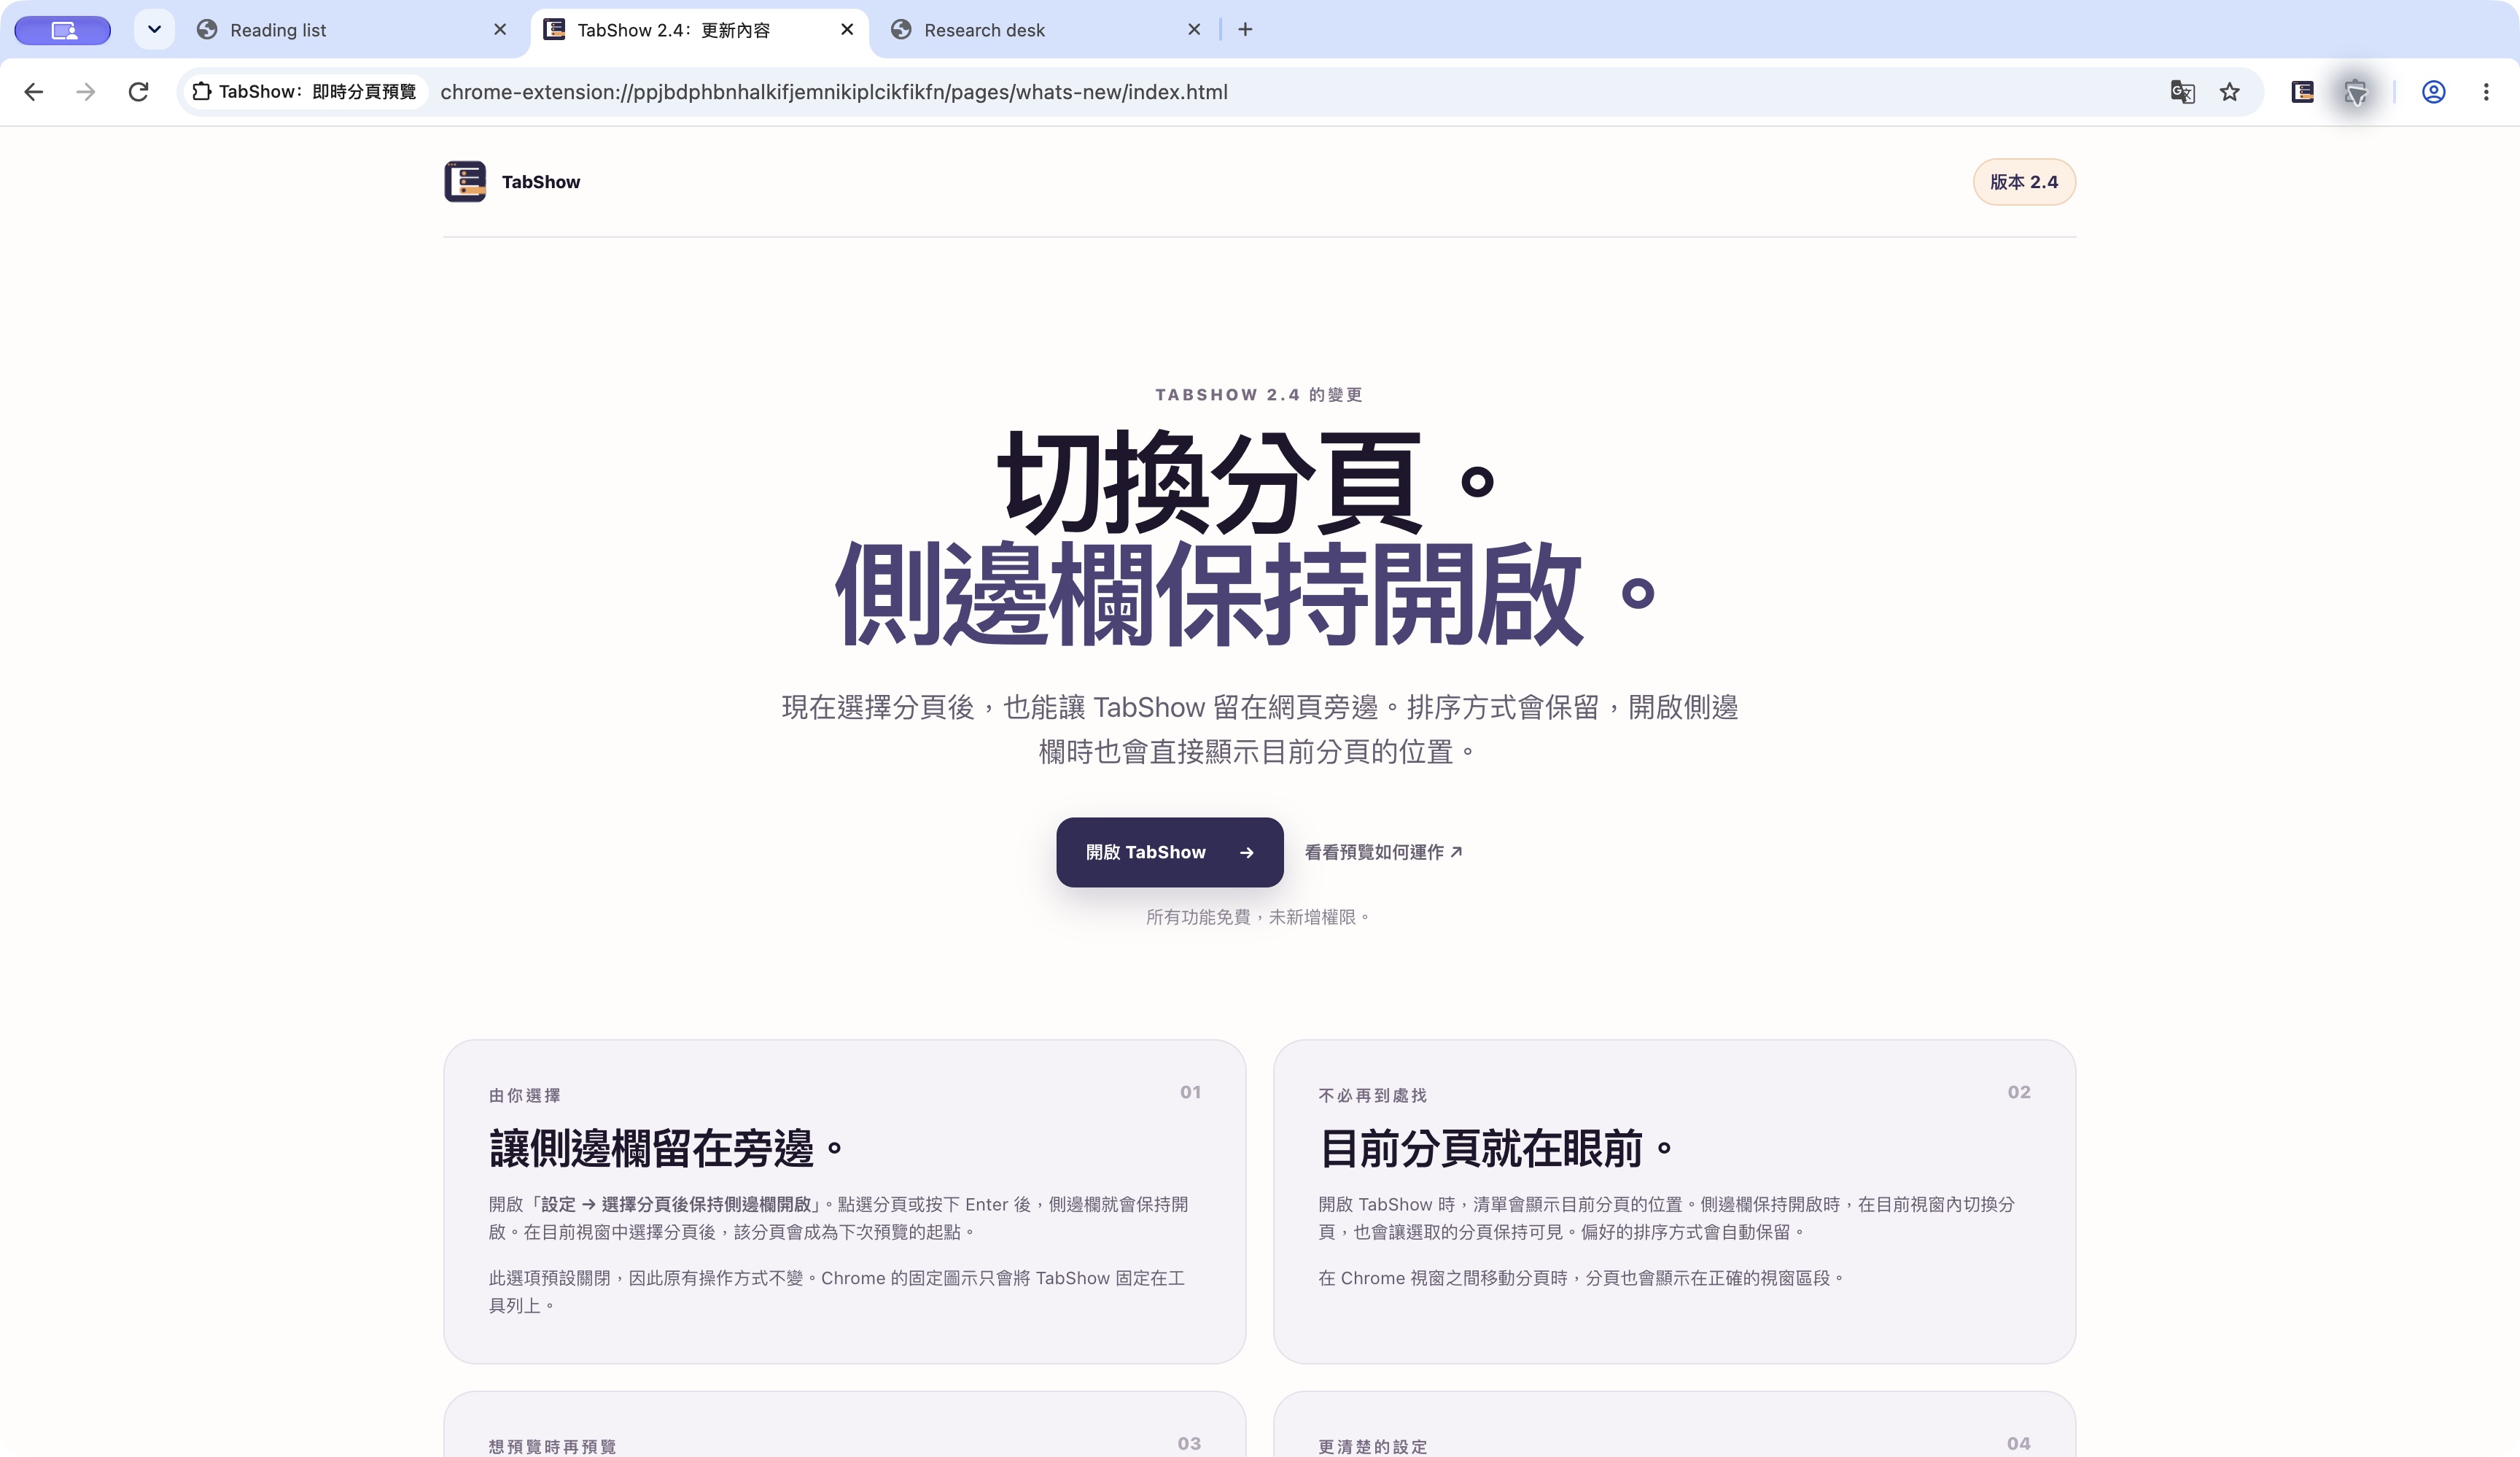 Reading list
TabShow 2.4：更新內容
Research desk
TabShow：即時分頁預覽
chrome-extension://ppjbdphbnhalkifjemnikiplcikfikfn/pages/whats-new/index.html
TabShow
版本 2.4
TABSHOW 2.4 的變更
切換分頁。
側邊欄保持開啟。
現在選擇分頁後，也能讓 TabShow 留在網頁旁邊。排序方式會保留，開啟側邊
欄時也會直接顯示目前分頁的位置。
開啟 TabShow →
看看預覽如何運作 ↗
所有功能免費，未新增權限。
由你選擇
01
讓側邊欄留在旁邊。
開啟「設定 → 選擇分頁後保持側邊欄開啟」。點選分頁或按下 Enter 後，側邊欄就會保持開
啟。在目前視窗中選擇分頁後，該分頁會成為下次預覽的起點。
此選項預設關閉，因此原有操作方式不變。Chrome 的固定圖示只會將 TabShow 固定在工
具列上。
不必再到處找
02
目前分頁就在眼前。
開啟 TabShow 時，清單會顯示目前分頁的位置。側邊欄保持開啟時，在目前視窗內切換分
頁，也會讓選取的分頁保持可見。偏好的排序方式會自動保留。
在 Chrome 視窗之間移動分頁時，分頁也會顯示在正確的視窗區段。
想預覽時再預覽
03
更清楚的設定
04